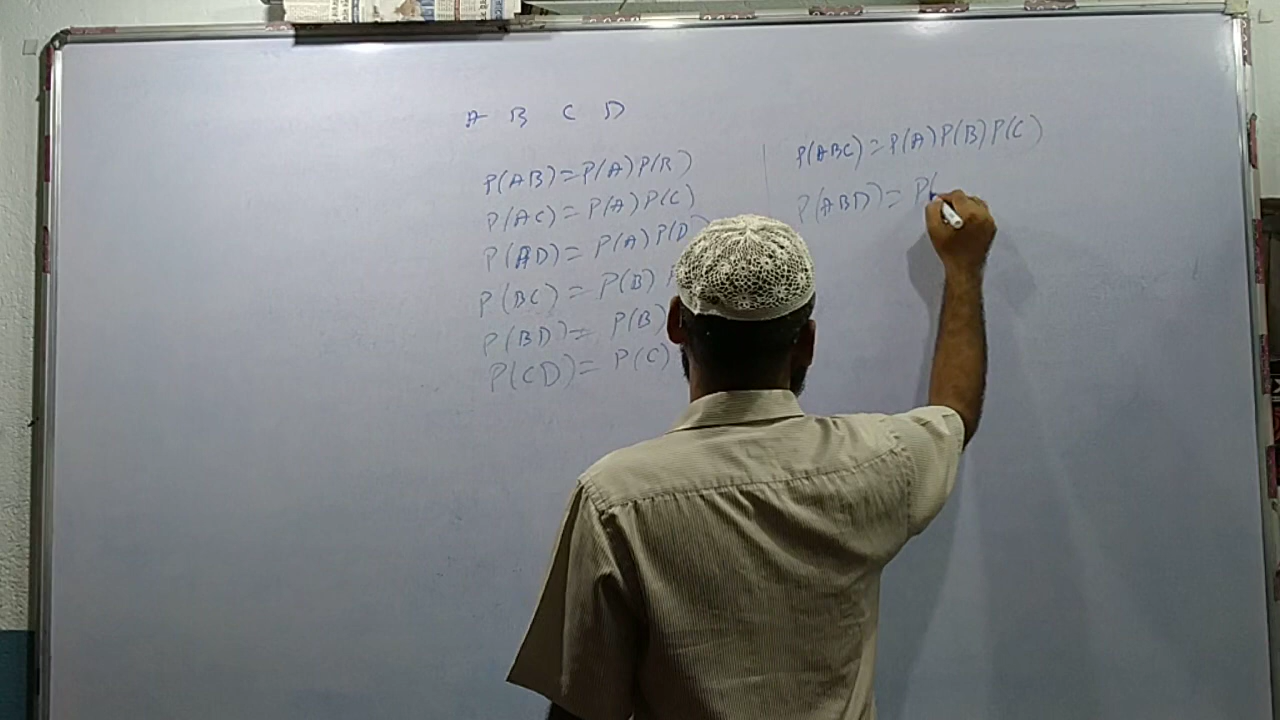 A B C D
P(AB)=P(A)P(B)
P(AC)=P(A)P(C)
P(AD)=P(A)P(D)
P(BC)=P(B)
P(BD)=P(B)
P(CD)=P(C)
P(ABC)=P(A)P(B)P(C)
P(ABD)=P(